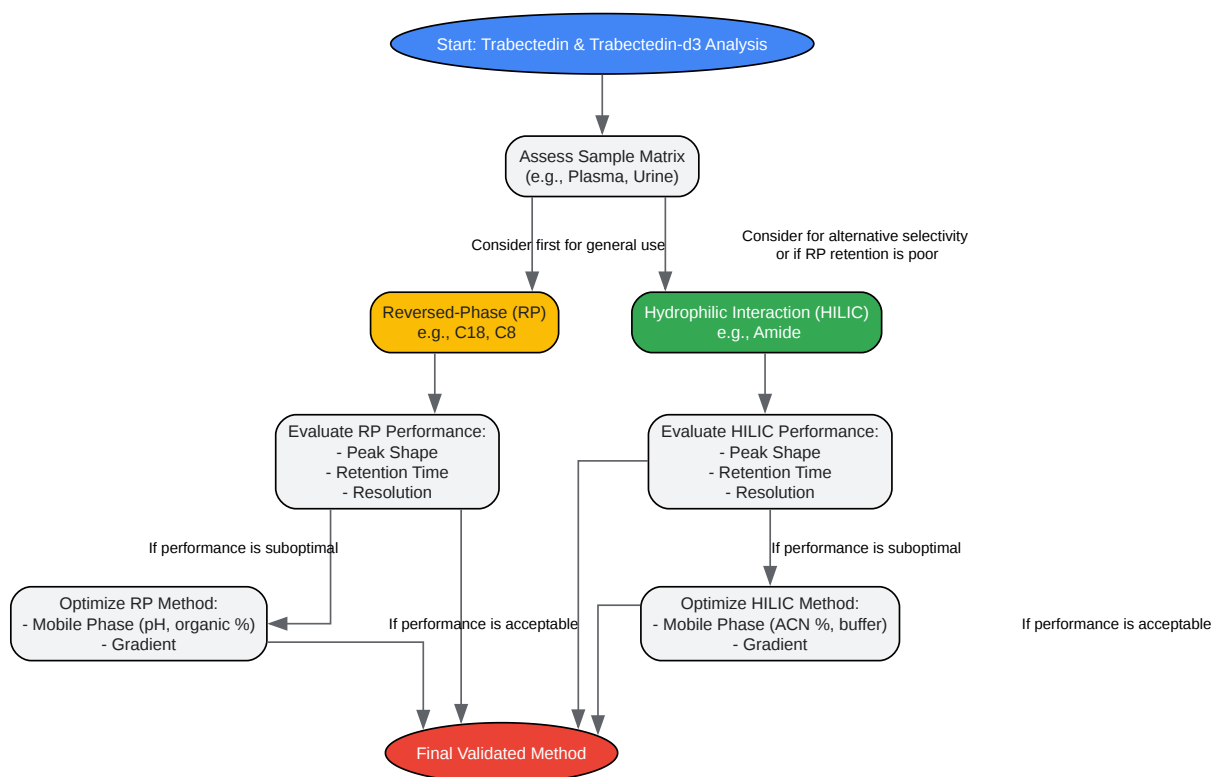 Start: Trabectedin & Trabectedin-d3 Analysis
Assess Sample Matrix
(e.g., Plasma, Urine)
Consider first for general use
Consider for alternative selectivity
or if RP retention is poor
Reversed-Phase (RP)
e.g., C18, C8
Hydrophilic Interaction (HILIC)
e.g., Amide
Evaluate RP Performance:
- Peak Shape
- Retention Time
- Resolution
Evaluate HILIC Performance:
- Peak Shape
- Retention Time
- Resolution
If performance is suboptimal
If performance is suboptimal
Optimize RP Method:
- Mobile Phase (pH, organic %)
- Gradient
If performance is acceptable
Optimize HILIC Method:
- Mobile Phase (ACN %, buffer)
- Gradient
If performance is acceptable
Final Validated Method